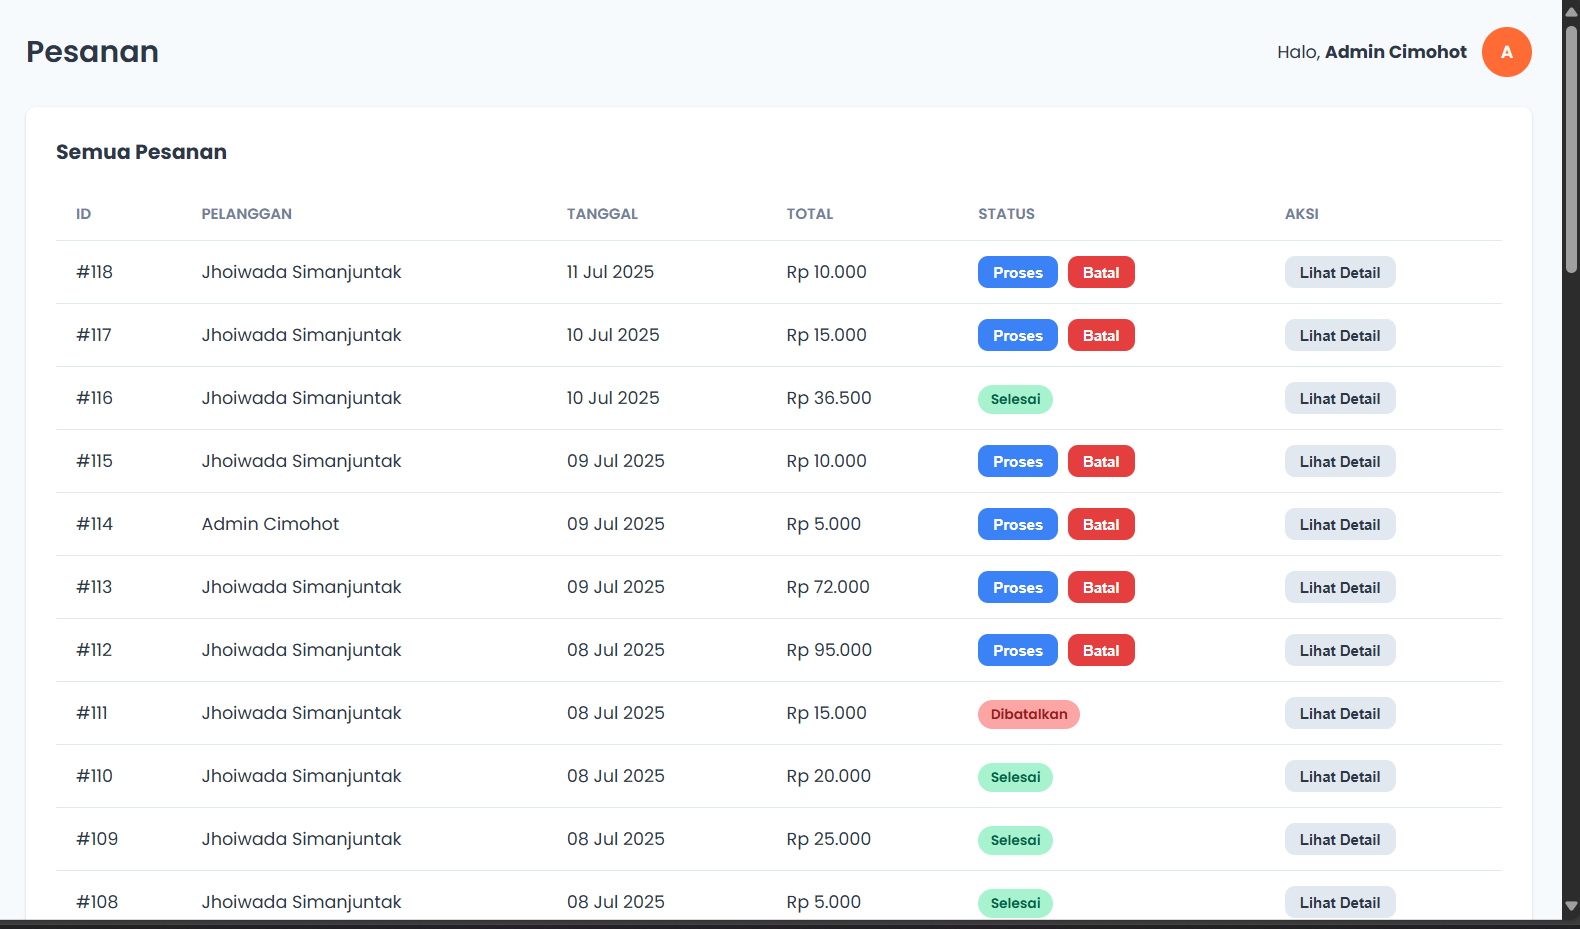 Pesanan
Halo, Admin Cimohot
A
Semua Pesanan
ID PELANGGAN TANGGAL TOTAL STATUS AKSI
#118 Jhoiwada Simanjuntak 11 Jul 2025 Rp 10.000 Proses Batal Lihat Detail
#117 Jhoiwada Simanjuntak 10 Jul 2025 Rp 15.000 Proses Batal Lihat Detail
#116 Jhoiwada Simanjuntak 10 Jul 2025 Rp 36.500 Selesai Lihat Detail
#115 Jhoiwada Simanjuntak 09 Jul 2025 Rp 10.000 Proses Batal Lihat Detail
#114 Admin Cimohot 09 Jul 2025 Rp 5.000 Proses Batal Lihat Detail
#113 Jhoiwada Simanjuntak 09 Jul 2025 Rp 72.000 Proses Batal Lihat Detail
#112 Jhoiwada Simanjuntak 08 Jul 2025 Rp 95.000 Proses Batal Lihat Detail
#111 Jhoiwada Simanjuntak 08 Jul 2025 Rp 15.000 Dibatalkan Lihat Detail
#110 Jhoiwada Simanjuntak 08 Jul 2025 Rp 20.000 Selesai Lihat Detail
#109 Jhoiwada Simanjuntak 08 Jul 2025 Rp 25.000 Selesai Lihat Detail
#108 Jhoiwada Simanjuntak 08 Jul 2025 Rp 5.000 Selesai Lihat Detail